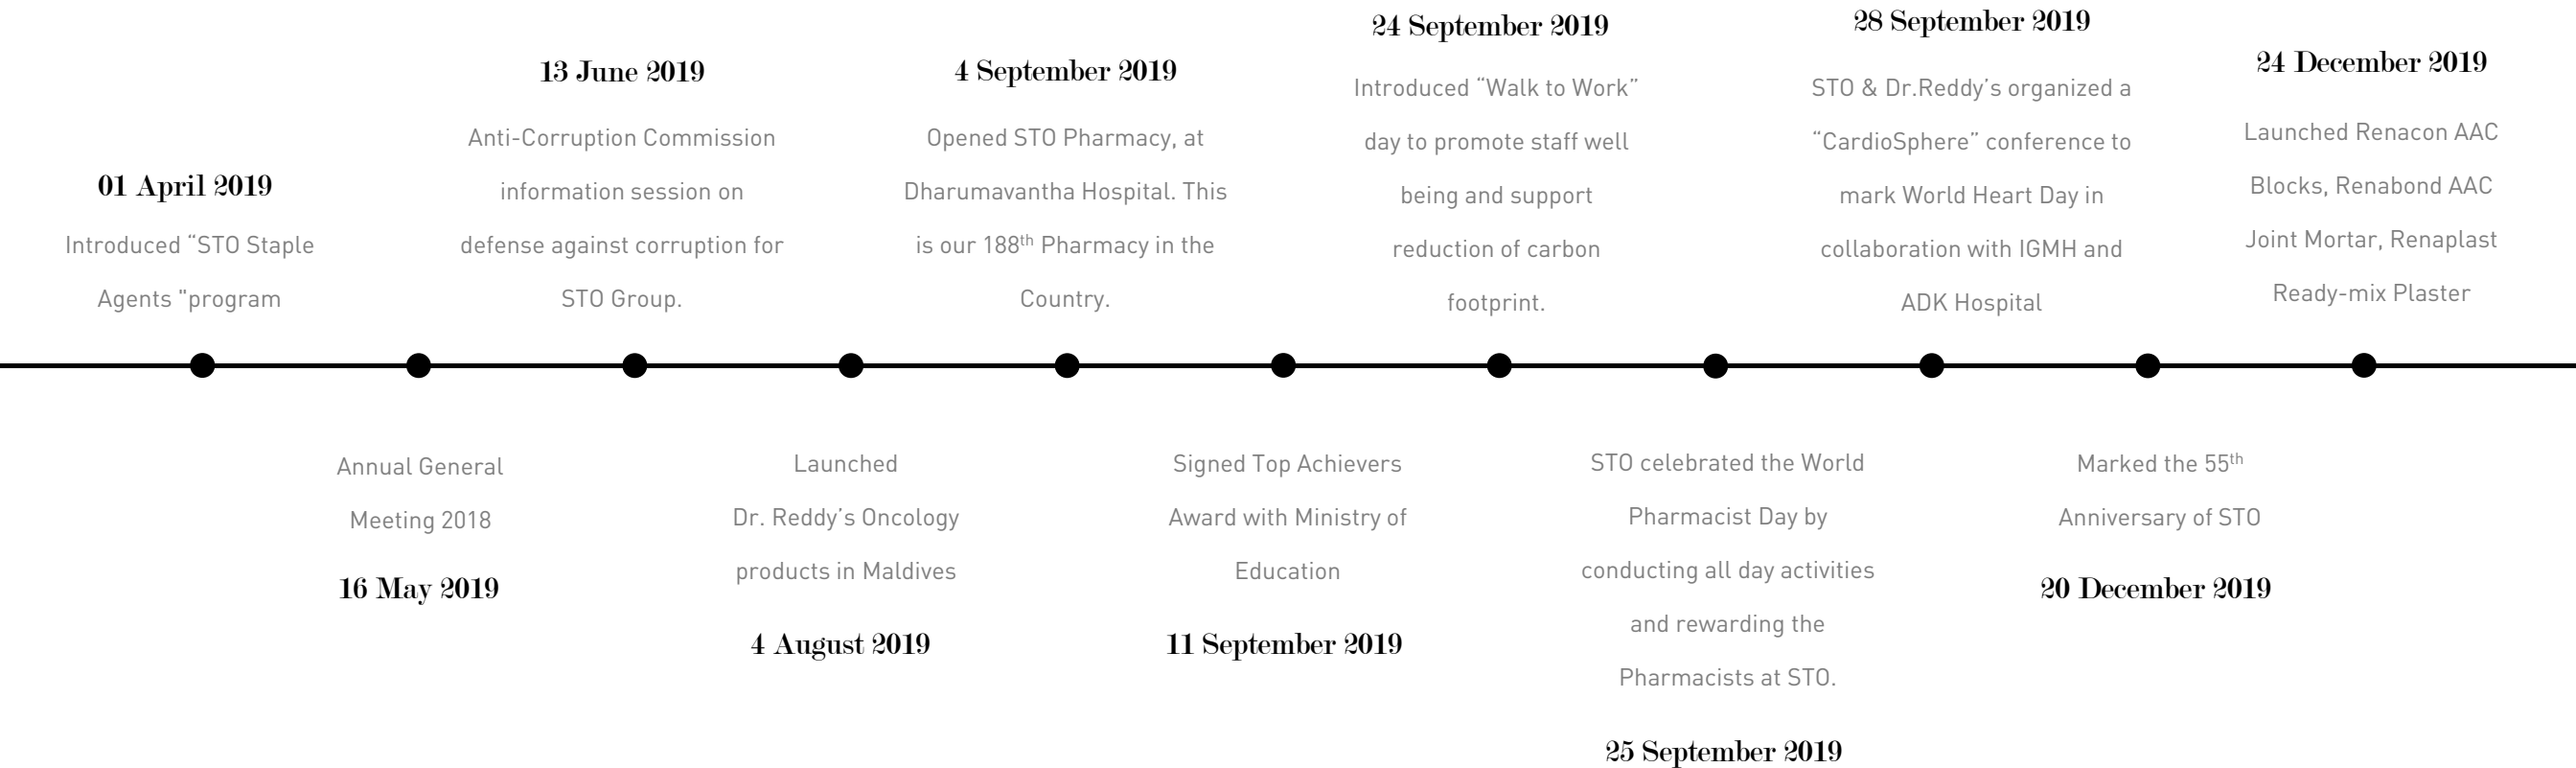 01 April 2019
Introduced “STO Staple
Agents "program
Annual General
Meeting 2018
16 May 2019
13 June 2019
Anti-Corruption Commission
information session on
defense against corruption for
STO Group.
Launched
Dr. Reddy’s Oncology
products in Maldives
4 August 2019
4 September 2019
Opened STO Pharmacy, at
Dharumavantha Hospital. This
is our 188th Pharmacy in the
Country.
Signed Top Achievers
Award with Ministry of
Education
11 September 2019
24 September 2019
Introduced “Walk to Work”
day to promote staff well
being and support
reduction of carbon
footprint.
STO celebrated the World
Pharmacist Day by
conducting all day activities
and rewarding the
Pharmacists at STO.
25 September 2019
28 September 2019
STO & Dr.Reddy’s organized a
“CardioSphere” conference to
mark World Heart Day in
collaboration with IGMH and
ADK Hospital
Marked the 55th
Anniversary of STO
20 December 2019
24 December 2019
Launched Renacon AAC
Blocks, Renabond AAC
Joint Mortar, Renaplast
Ready-mix Plaster